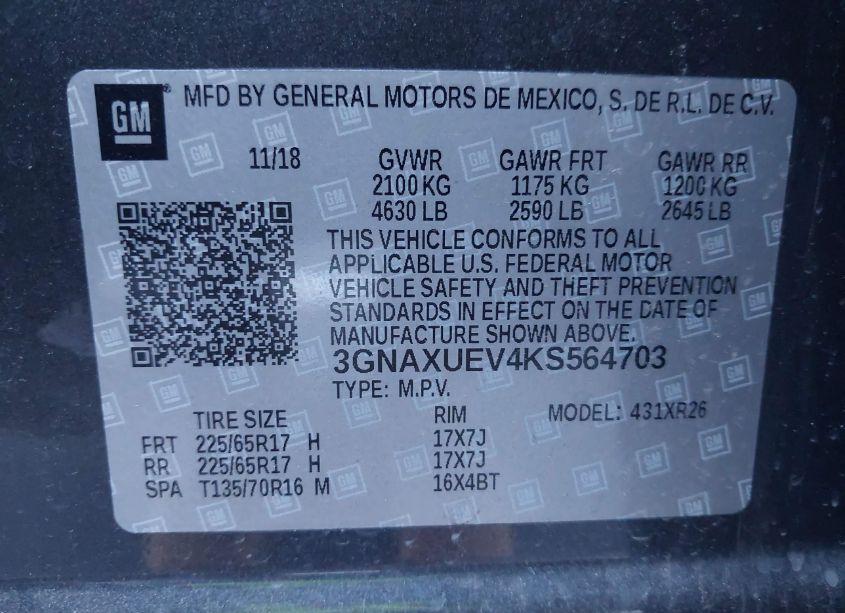 GM MFD BY GENERAL MOTORS DE MEXICO, S. DE R.L. DE C.V.
11/18 GVWR GAWR FRT GAWR RR
2100 KG 1175 KG 1200 KG
4630 LB 2590 LB 2645 LB
THIS VEHICLE CONFORMS TO ALL
APPLICABLE U.S. FEDERAL MOTOR
VEHICLE SAFETY AND THEFT PREVENTION
STANDARDS IN EFFECT ON THE DATE OF
MANUFACTURE SHOWN ABOVE.
3GNAXUEV4KS564703
TYPE: M.P.V.
TIRE SIZE RIM MODEL: 431XR26
FRT 225/65R17 H 17X7J
RR 225/65R17 H 17X7J
SPA T135/70R16 M 16X4BT